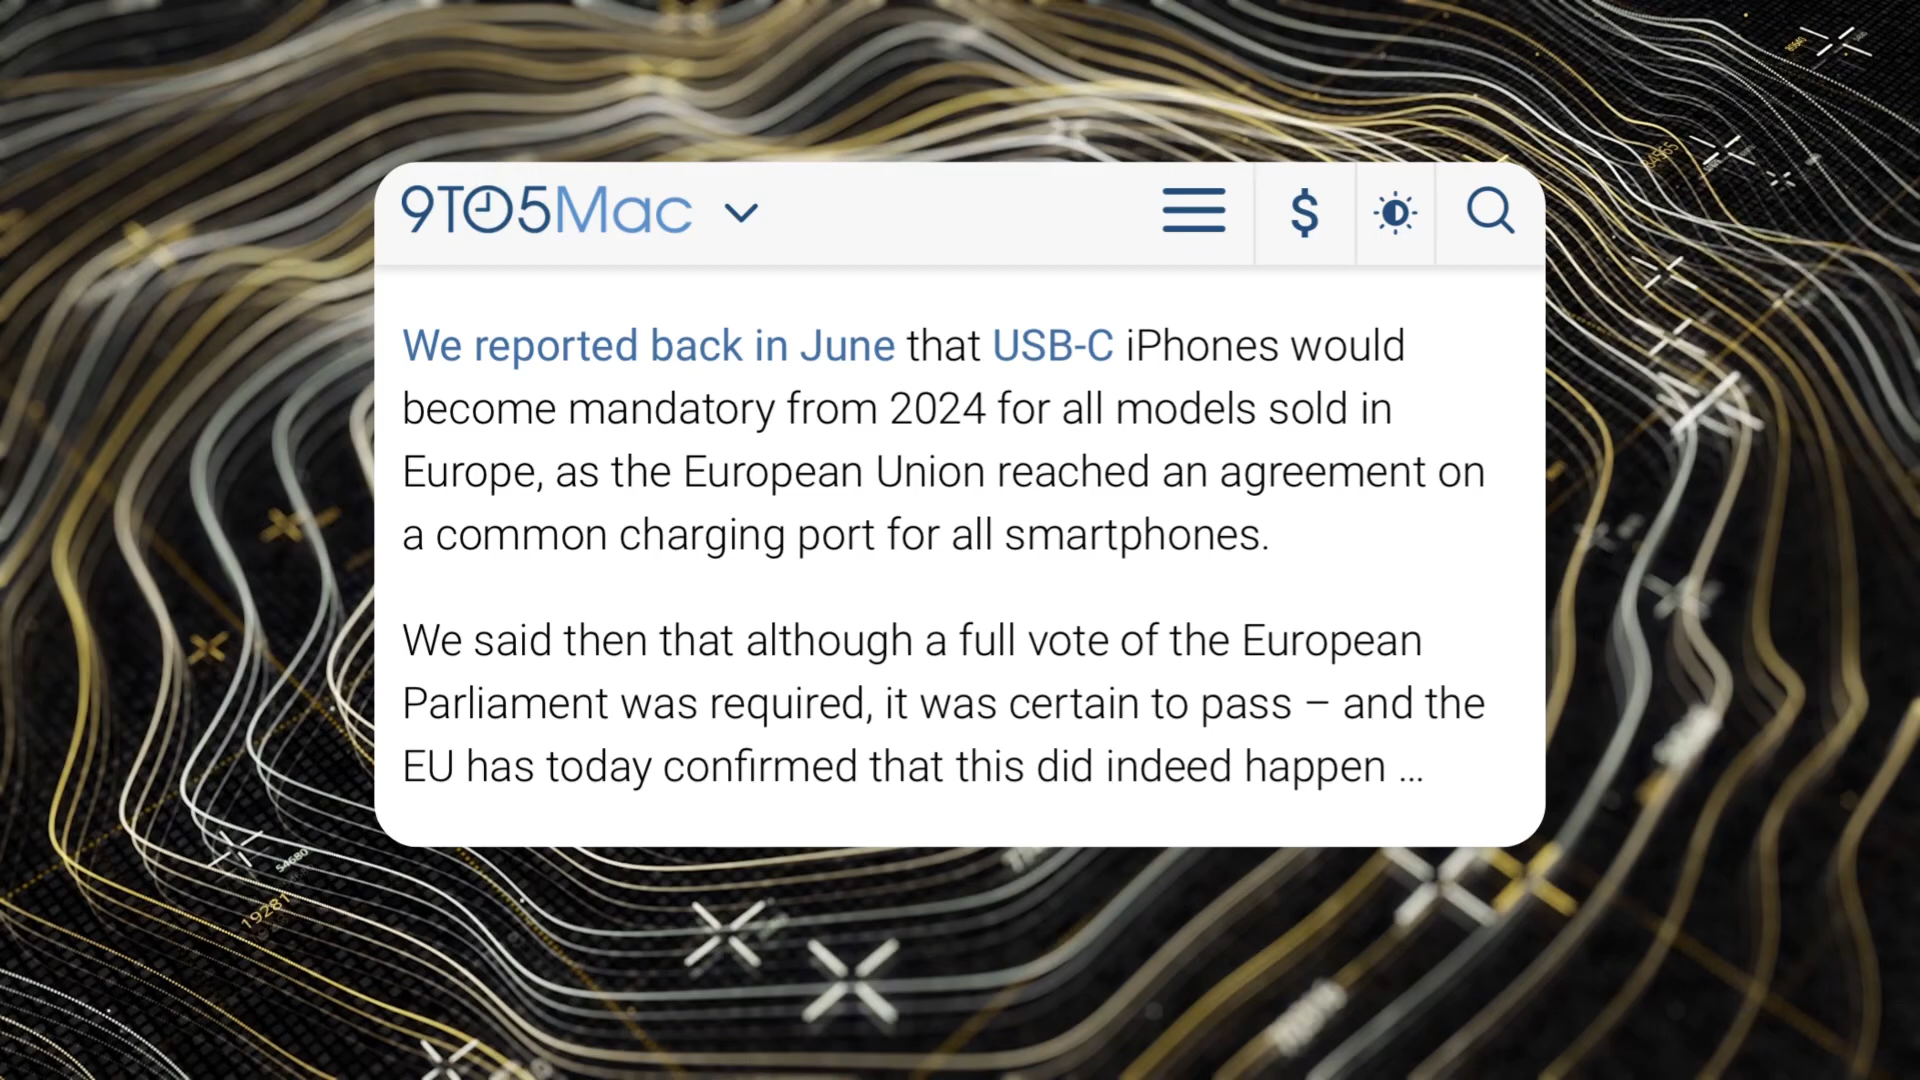 9TO5Mac
$
We reported back in June that USB-C iPhones would
become mandatory from 2024 for all models sold in
Europe, as the European Union reached an agreement on
a common charging port for all smartphones.
We said then that although a full vote of the European
Parliament was required, it was certain to pass – and the
EU has today confirmed that this did indeed happen ...
54680
19281